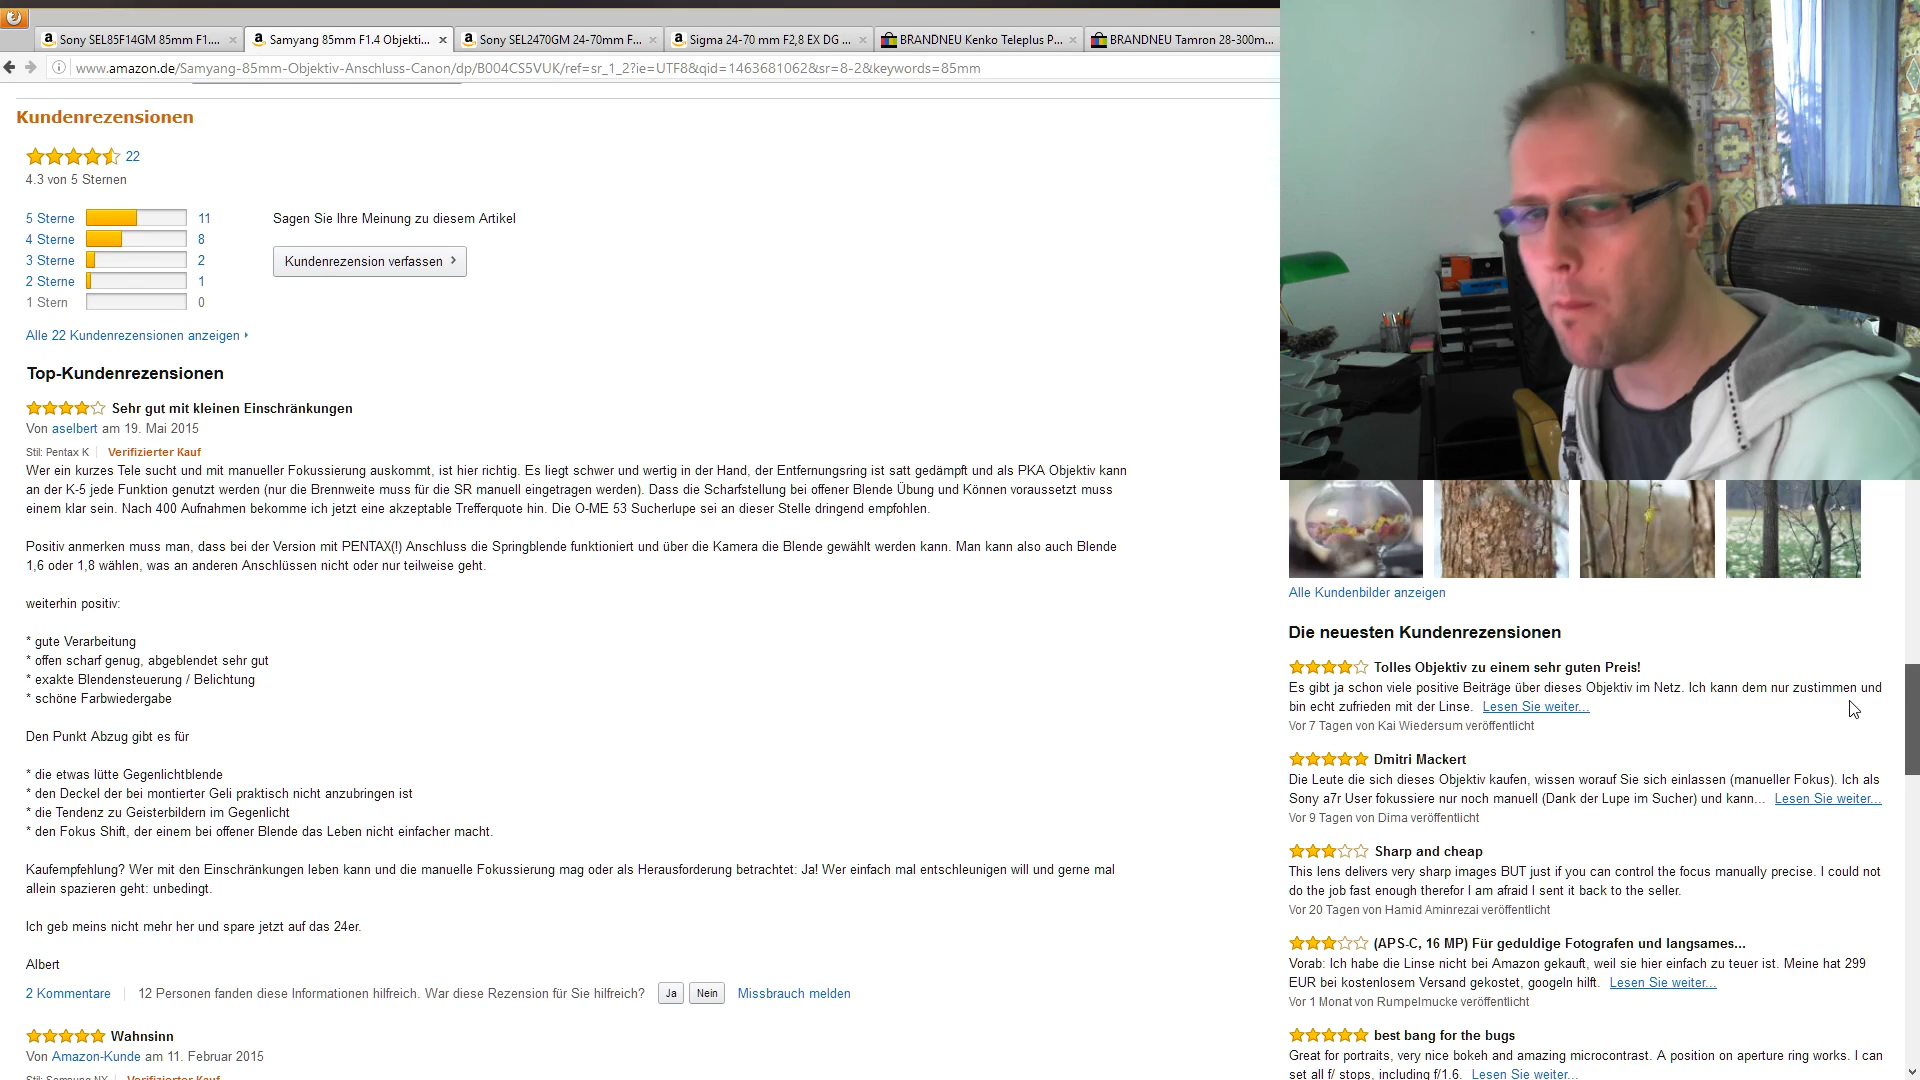 Sony SEL85F14GM 85mm F1....
Samyang 85mm F1.4 Objekti...
Sony SEL2470GM 24-70mm F...
Sigma 24-70 mm F2,8 EX DG ...
BRANDNEU Kenko Teleplus P...
BRANDNEU Tamron 28-300m...
www.amazon.de/Samyang-85mm-Objektiv-Anschluss-Canon/dp/B004CS5VUK/ref=sr_1_2?ie=UTF8&qid=1463681062&sr=8-2&keywords=85mm
Kundenrezensionen
22
4.3 von 5 Sternen
5 Sterne 11
4 Sterne 8
3 Sterne 2
2 Sterne 1
1 Stern 0
Sagen Sie Ihre Meinung zu diesem Artikel
Kundenrezension verfassen
Alle 22 Kundenrezensionen anzeigen
Top-Kundenrezensionen
Sehr gut mit kleinen Einschränkungen
Von aselbert am 19. Mai 2015
Stil: Pentax K | Verifizierter Kauf
Wer ein kurzes Tele sucht und mit manueller Fokussierung auskommt, ist hier richtig. Es liegt schwer und wertig in der Hand, der Entfernungsring ist satt gedämpft und als PKA Objektiv kann
an der K-5 jede Funktion genutzt werden (nur die Brennweite muss für die SR manuell eingetragen werden). Dass die Scharfstellung bei offener Blende Übung und Können voraussetzt muss
einem klar sein. Nach 400 Aufnahmen bekomme ich jetzt eine akzeptable Trefferquote hin. Die O-ME 53 Sucherlupe sei an dieser Stelle dringend empfohlen.
Positiv anmerken muss man, dass bei der Version mit PENTAX(!) Anschluss die Springblende funktioniert und über die Kamera die Blende gewählt werden kann. Man kann also auch Blende
1,6 oder 1,8 wählen, was an anderen Anschlüssen nicht oder nur teilweise geht.
weiterhin positiv:
* gute Verarbeitung
* offen scharf genug, abgeblendet sehr gut
* exakte Blendensteuerung / Belichtung
* schöne Farbwiedergabe
Den Punkt Abzug gibt es für
* die etwas lütte Gegenlichtblende
* den Deckel der bei montierter Geli praktisch nicht anzubringen ist
* die Tendenz zu Geisterbildern im Gegenlicht
* den Fokus Shift, der einem bei offener Blende das Leben nicht einfacher macht.
Kaufempfehlung? Wer mit den Einschränkungen leben kann und die manuelle Fokussierung mag oder als Herausforderung betrachtet: Ja! Wer einfach mal entschleunigen will und gerne mal
allein spazieren geht: unbedingt.
Ich geb meins nicht mehr her und spare jetzt auf das 24er.
Albert
2 Kommentare | 12 Personen fanden diese Informationen hilfreich. War diese Rezension für Sie hilfreich? Ja Nein Missbrauch melden
Wahnsinn
Von Amazon-Kunde am 11. Februar 2015
Stil: Samsung NX | Verifizierter Kauf
Alle Kundenbilder anzeigen
Die neuesten Kundenrezensionen
Tolles Objektiv zu einem sehr guten Preis!
Es gibt ja schon viele positive Beiträge über dieses Objektiv im Netz. Ich kann dem nur zustimmen und
bin echt zufrieden mit der Linse. Lesen Sie weiter...
Vor 7 Tagen von Kai Wiedersum veröffentlicht
Dmitri Mackert
Die Leute die sich dieses Objektiv kaufen, wissen worauf Sie sich einlassen (manueller Fokus). Ich als
Sony a7r User fokussiere nur noch manuell (Dank der Lupe im Sucher) und kann... Lesen Sie weiter...
Vor 9 Tagen von Dima veröffentlicht
Sharp and cheap
This lens delivers very sharp images BUT just if you can control the focus manually precise. I could not
do the job fast enough therefor I am afraid I sent it back to the seller.
Vor 20 Tagen von Hamid Aminrezai veröffentlicht
(APS-C, 16 MP) Für geduldige Fotografen und langsames...
Vorab: Ich habe die Linse nicht bei Amazon gekauft, weil sie hier einfach zu teuer ist. Meine hat 299
EUR bei kostenlosem Versand gekostet, googeln hilft. Lesen Sie weiter...
Vor 1 Monat von Rumpelmucke veröffentlicht
best bang for the bugs
Great for portraits, very nice bokeh and amazing microcontrast. A position on aperture ring works. I can
set all f/ stops, including f/1.6. Lesen Sie weiter...